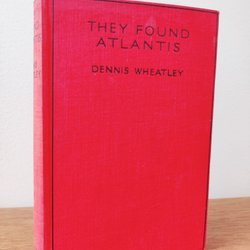 THEY FOUND
ATLANTIS
DENNIS WHEATLEY